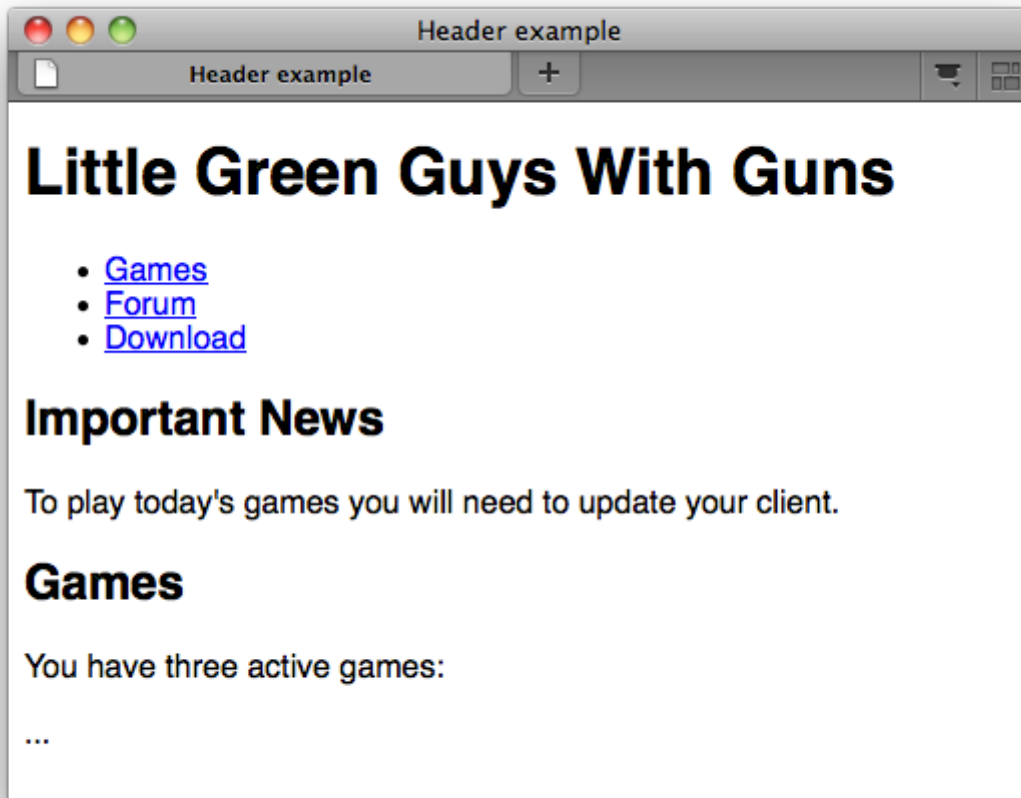 Header example
Header example
Little Green Guys With Guns
• Games
• Forum
• Download
Important News
To play today's games you will need to update your client.
Games
You have three active games:
...